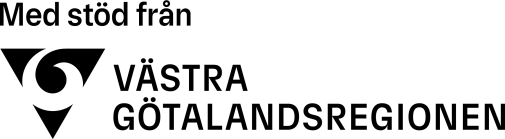 Med stöd från
VÄSTRA
GÖTALANDSREGIONEN